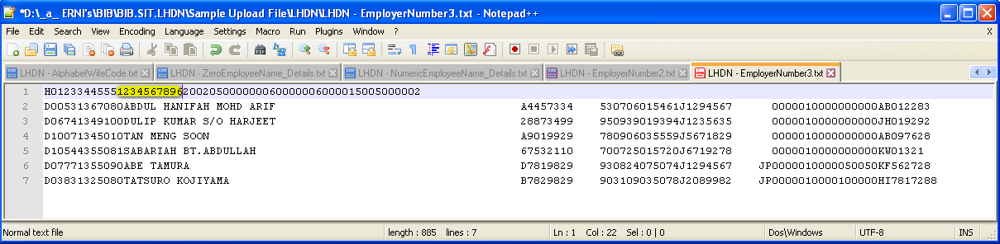 *D:\_a_ ERNI's\BIB\BIB.SIT.LHDN\Sample Upload File\LHDN\LHDN - EmployerNumber3.txt - Notepad++
File Edit Search View Encoding Language Settings Macro Run Plugins Window ? X
LHDN - AlphabetWifeCode.txt LHDN - ZeroEmployeeName_Details.txt LHDN - NumericEmployeeName_Details.txt LHDN - EmployerNumber2.txt LHDN - EmployerNumber3.txt
1 H01233445551234567896200205000000060000006000015005000002
2 D00531367080ABDUL HANIFAH MOHD ARIF A4457334 530706015461J1294567 0000010000000000AB012283
3 D06741349100DULIP KUMAR S/O HARJEET 28873499 950939019394J1235635 0000010000000000JH019292
4 D10071345010TAN MENG SOON A9019929 780906035559J5671829 0000010000000000AB097628
5 D10544355081SABARIAH BT.ABDULLAH 67532110 700725015720J6719278 0000010000000000KW01321
6 D07771355090ABE TAMURA D7819829 930824075074J1294567 JP0000010000050050KF562728
7 D03831325080TATSURO KOJIYAMA B7829829 903109035078J2089982 JP0000010000100000HI7817288
Normal text file length : 885 lines : 7 Ln : 1 Col : 22 Sel : 0 | 0 Dos\Windows UTF-8 INS